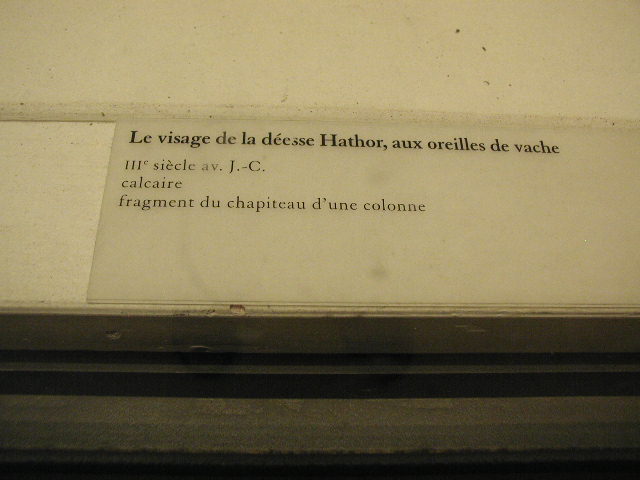 Le visage de la déesse Hathor, aux oreilles de vache
IIIe siècle av. J.-C.
calcaire
fragment du chapiteau d'une colonne